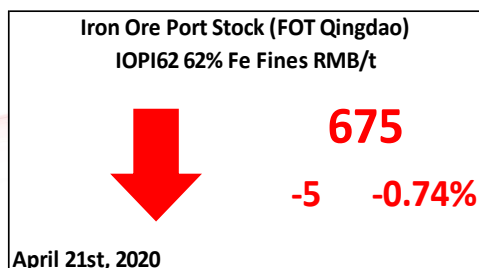 Iron Ore Port Stock (FOT Qingdao)
IOPI62 62% Fe Fines RMB/t
675
-5 -0.74%
April 21st, 2020